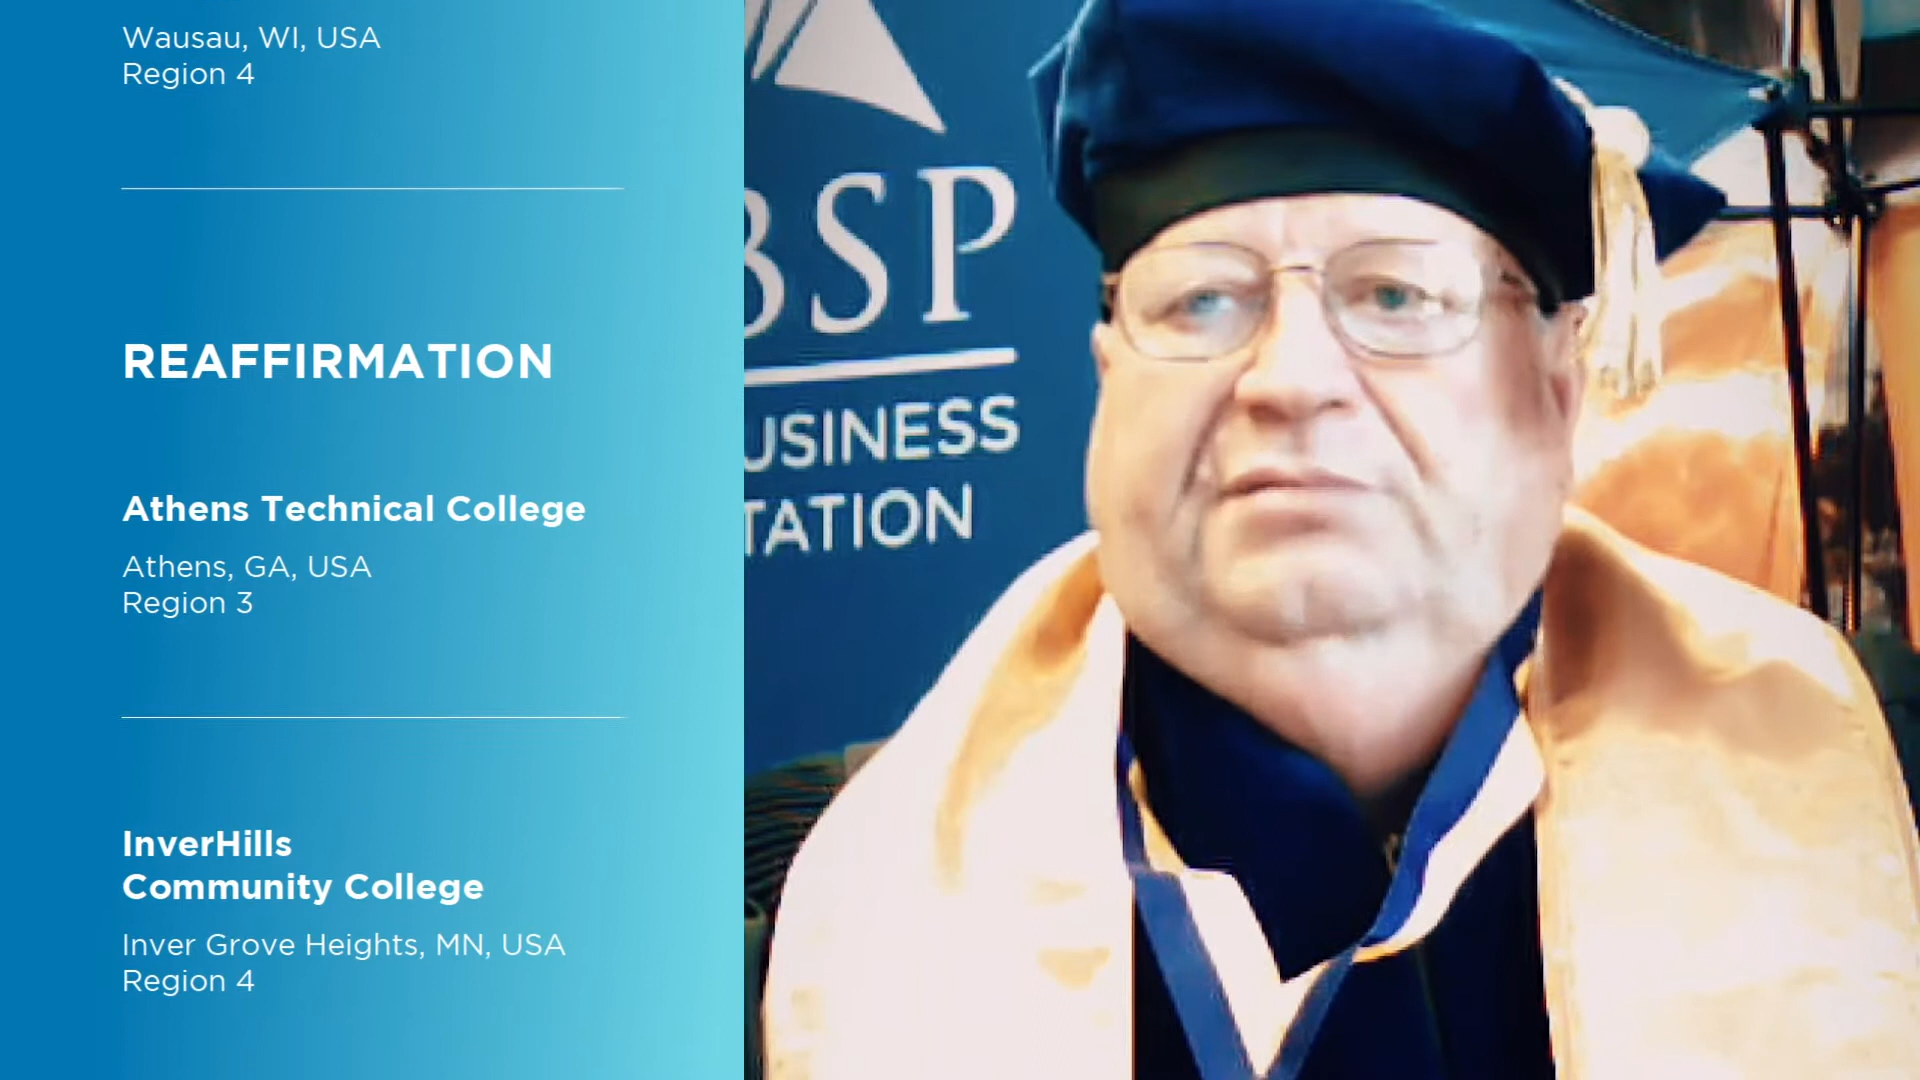 Wausau, WI, USA
Region 4
REAFFIRMATION
Athens Technical College
Athens, GA, USA
Region 3
InverHills
Community College
Inver Grove Heights, MN, USA
Region 4
BSP
USINESS
TATION